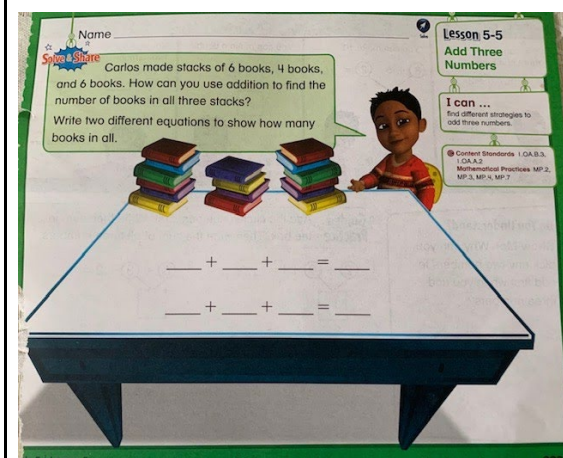 Name
Solve & Share
Lesson 5-5
Add Three
Numbers
Carlos made stacks of 6 books, 4 books,
and 6 books. How can you use addition to find the
number of books in all three stacks?
Write two different equations to show how many
books in all.
I can ...
find different strategies to
add three numbers.
Content Standards 1.OA.B.3,
1.OA.A.2
Mathematical Practices MP.2,
MP.3, MP.4, MP.7
___ + ___ + ___ = ___
___ + ___ + ___ = ___